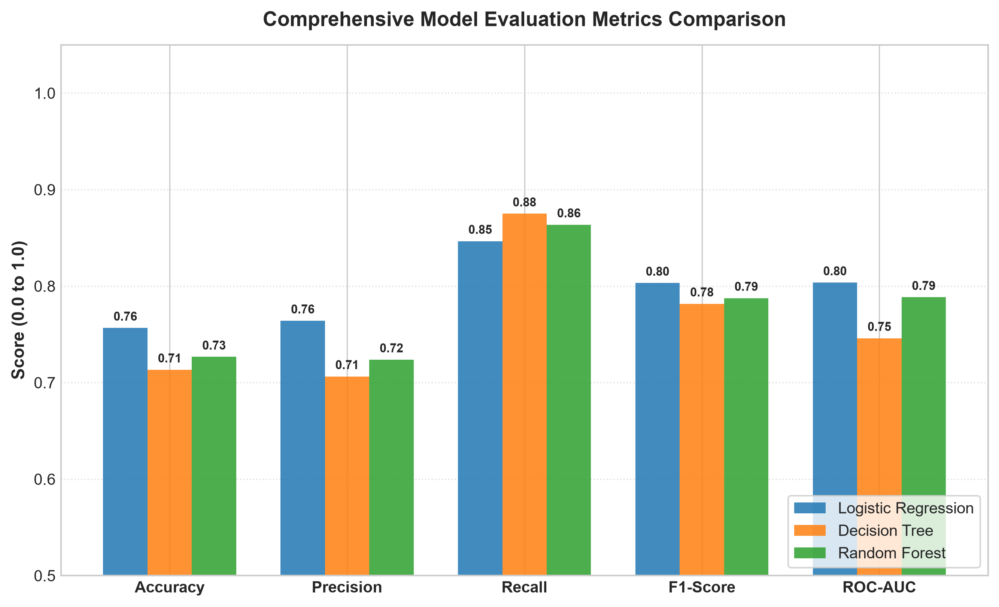 Comprehensive Model Evaluation Metrics Comparison
Score (0.0 to 1.0)
1.0
0.9
0.8
0.7
0.6
0.5
0.76
0.71
0.73
0.76
0.71
0.72
0.85
0.88
0.86
0.80
0.78
0.79
0.80
0.75
0.79
Logistic Regression
Decision Tree
Random Forest
Accuracy
Precision
Recall
F1-Score
ROC-AUC